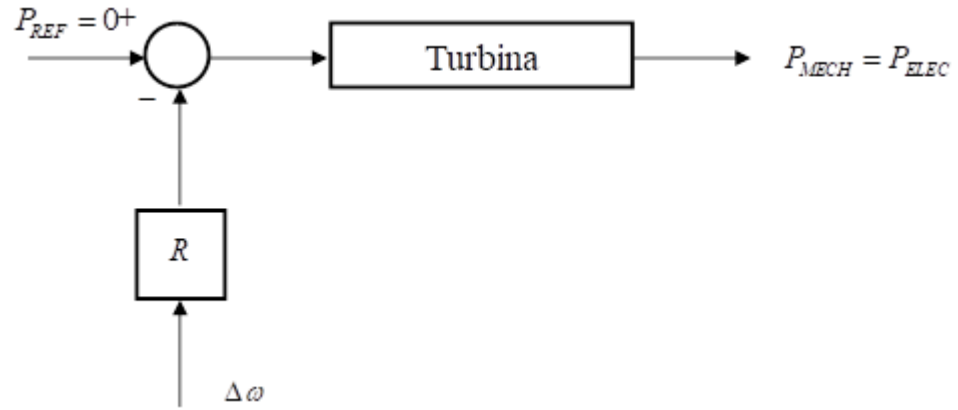 P_REF = 0+
Turbina
P_MECH = P_ELEC
−
R
Δω